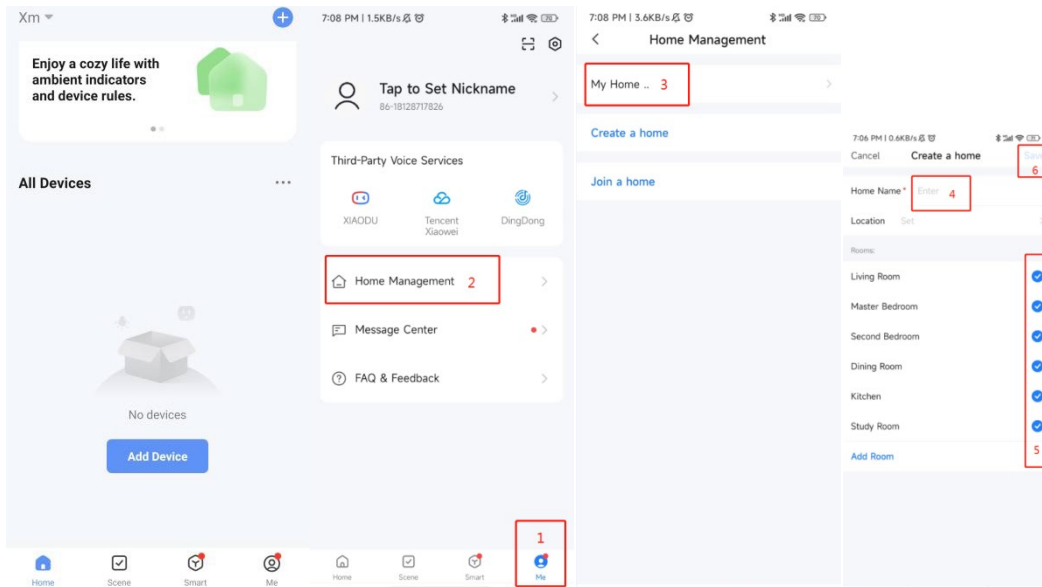 Xm
Enjoy a cozy life with
ambient indicators
and device rules.
All Devices
No devices
Add Device
Home
Scene
Smart
Me
7:08 PM | 1.5KB/s
70
Tap to Set Nickname
86-18128717826
Third-Party Voice Services
XIAODU
Tencent
Xiaowei
DingDong
Home Management 2
Message Center
FAQ & Feedback
1
Home
Scene
Smart
Me
7:08 PM | 3.6KB/s
70
Home Management
My Home .. 3
Create a home
Join a home
7:06 PM | 0.6KB/s
Cancel
Create a home
Save
6
Home Name * Enter 4
Location Set
Rooms:
Living Room
Master Bedroom
Second Bedroom
Dining Room
Kitchen
Study Room
Add Room
5